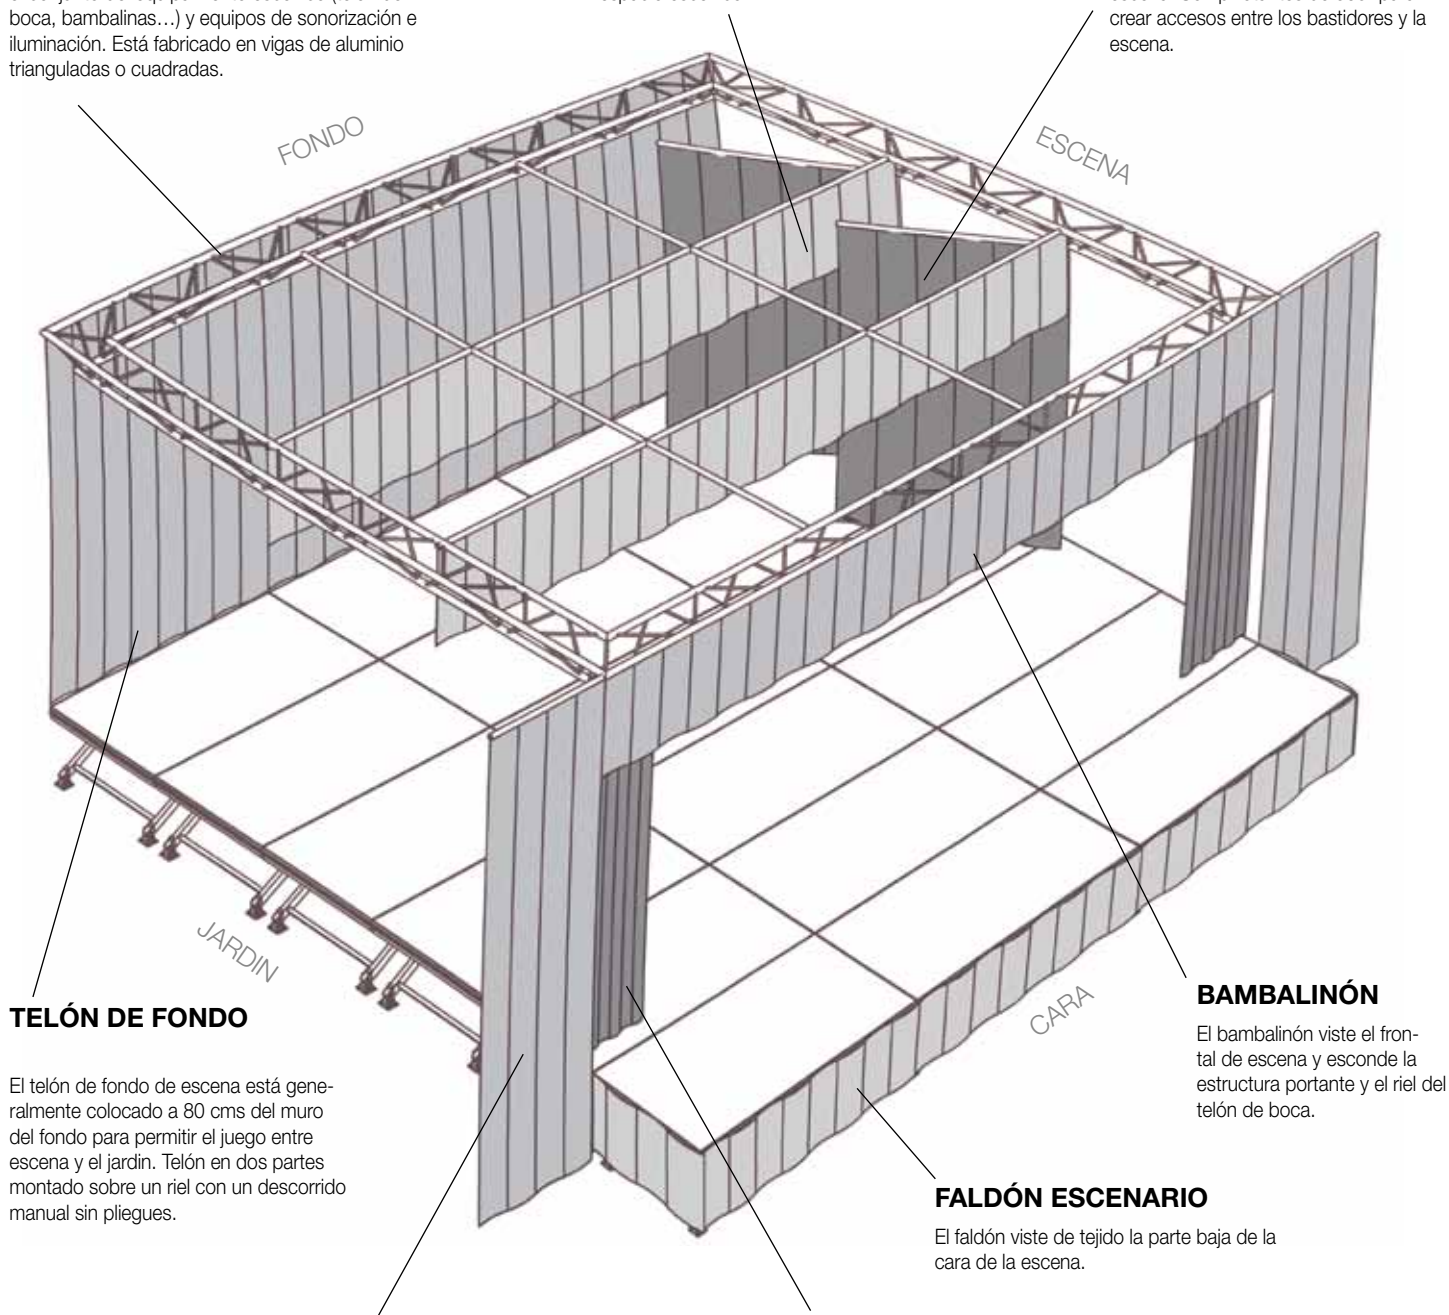 boca, bambalinas…) y equipos de sonorización e
iluminación. Está fabricado en vigas de aluminio
trianguladas o cuadradas.
crear accesos entre los bastidores y la
escena.
FONDO
ESCENA
JARDIN
CARA
TELÓN DE FONDO
El telón de fondo de escena está gene-
ralmente colocado a 80 cms del muro
del fondo para permitir el juego entre
escena y el jardin. Telón en dos partes
montado sobre un riel con un descorrido
manual sin pliegues.
BAMBALINÓN
El bambalinón viste el fron-
tal de escena y esconde la
estructura portante y el riel del
telón de boca.
FALDÓN ESCENARIO
El faldón viste de tejido la parte baja de la
cara de la escena.